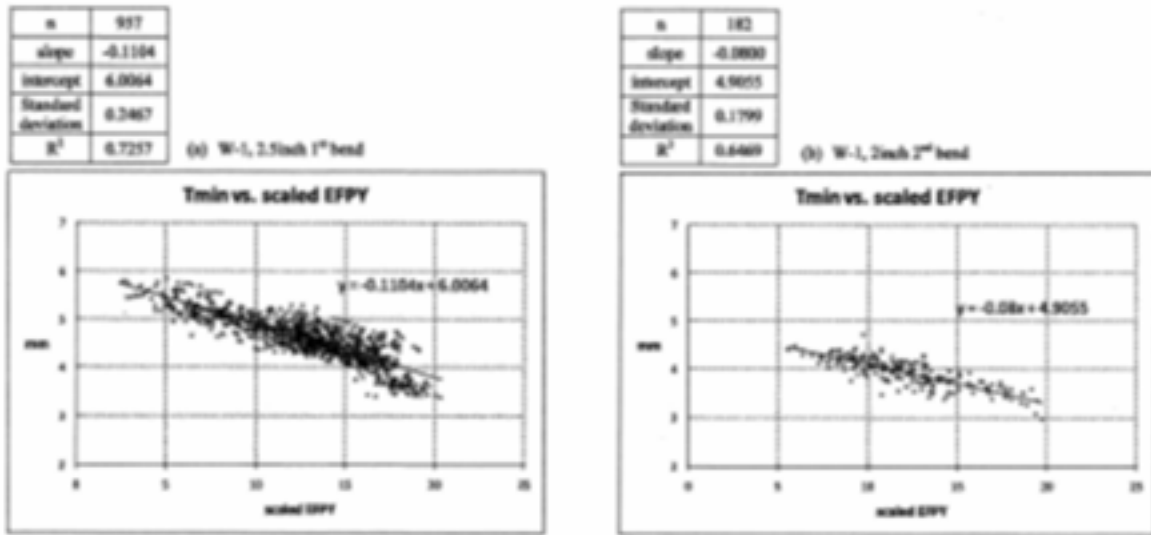 n 957
slope -0.1104
intercept 6.0064
Standard
deviation 0.2467
R² 0.7257
(a) W-1, 2.5inch 1st bend
Tmin vs. scaled EFPY
7
6
5
4
3
2
mm
y = -0.1104x + 6.0064
0 5 10 15 20 25
scaled EFPY
n 182
slope -0.0800
intercept 4.9055
Standard
deviation 0.1799
R² 0.6469
(b) W-1, 2inch 2nd bend
Tmin vs. scaled EFPY
7
6
5
4
3
2
mm
y = -0.08x + 4.9055
0 5 10 15 20 25
scaled EFPY